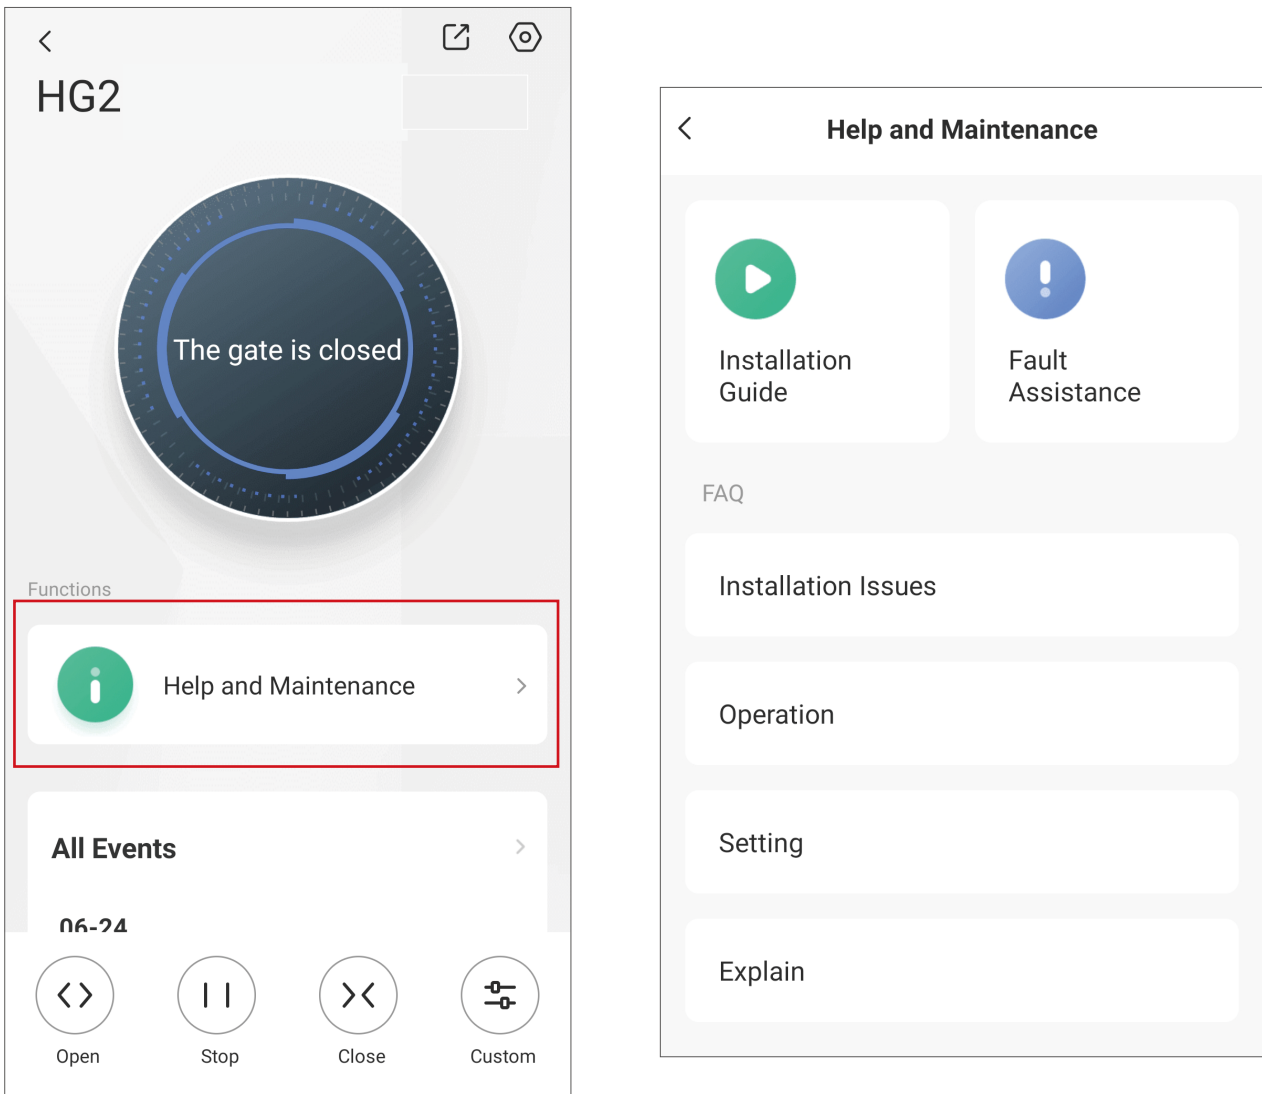 HG2
The gate is closed
Functions
Help and Maintenance
All Events
06-24
Open
Stop
Close
Custom
Help and Maintenance
Installation
Guide
Fault
Assistance
FAQ
Installation Issues
Operation
Setting
Explain